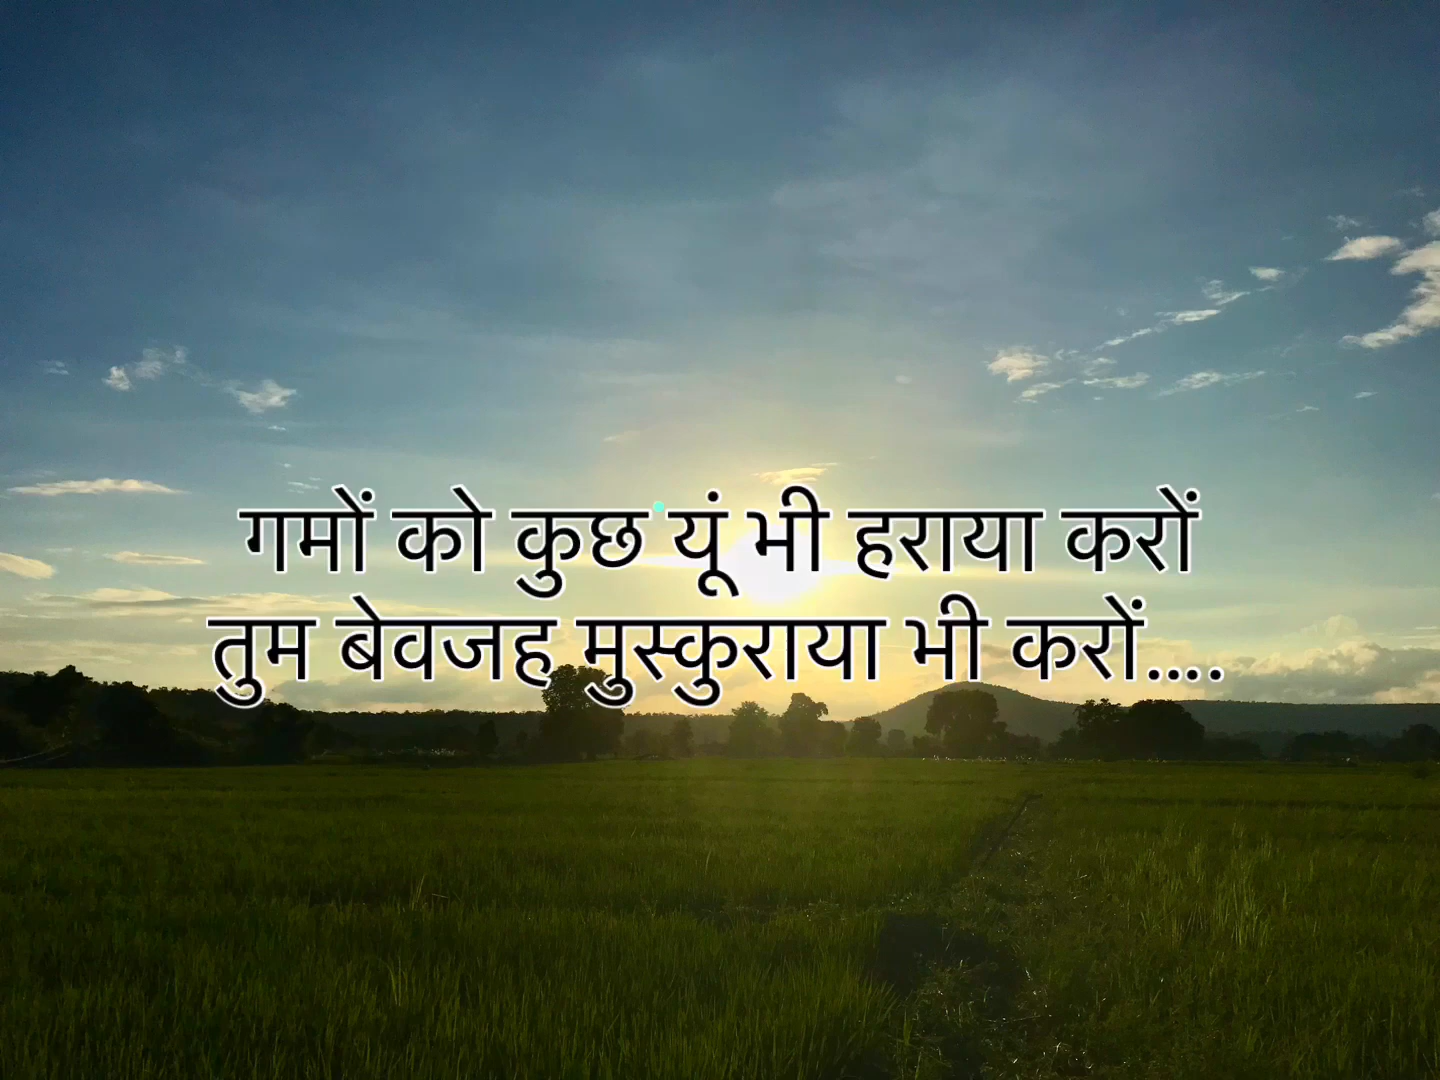 गमों को कुछ यूं भी हराया करों
तुम बेवजह मुस्कुराया भी करों....